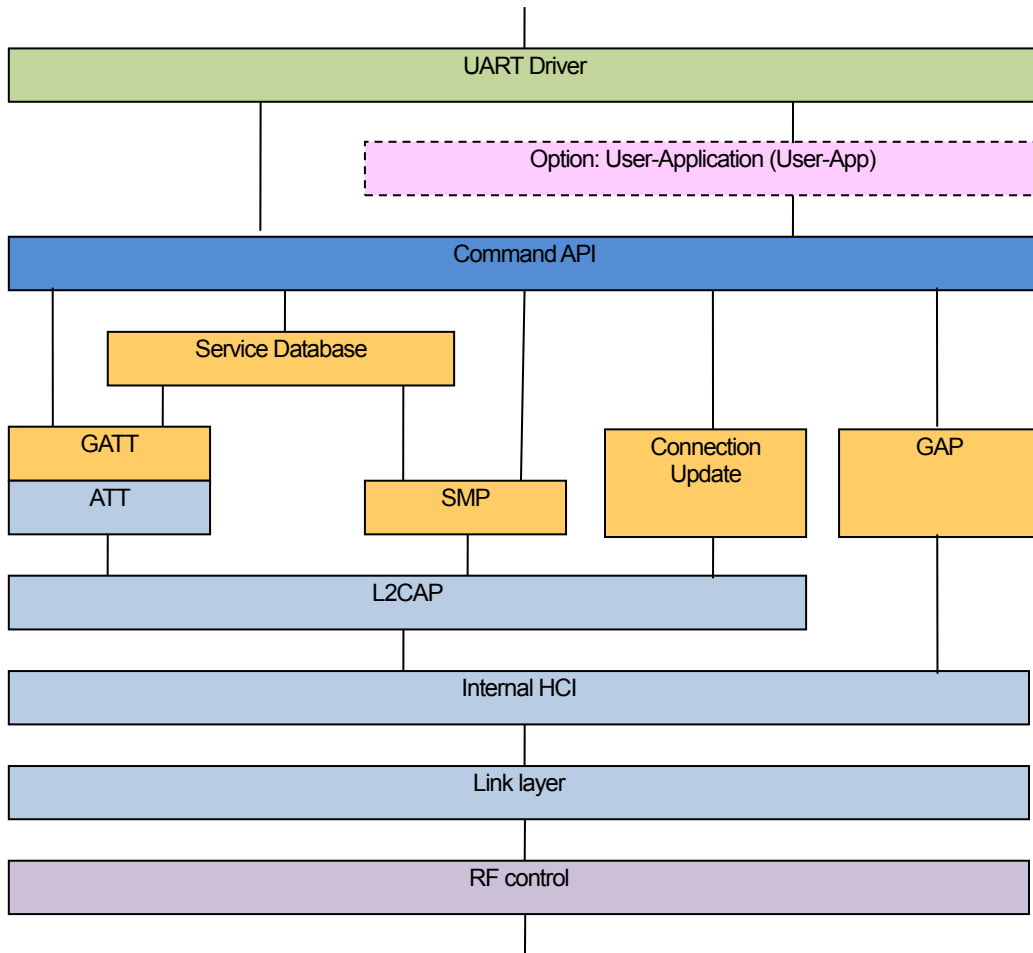 UART Driver
Option: User-Application (User-App)
Command API
Service Database
GATT
Connection
Update
GAP
ATT
SMP
L2CAP
Internal HCI
Link layer
RF control